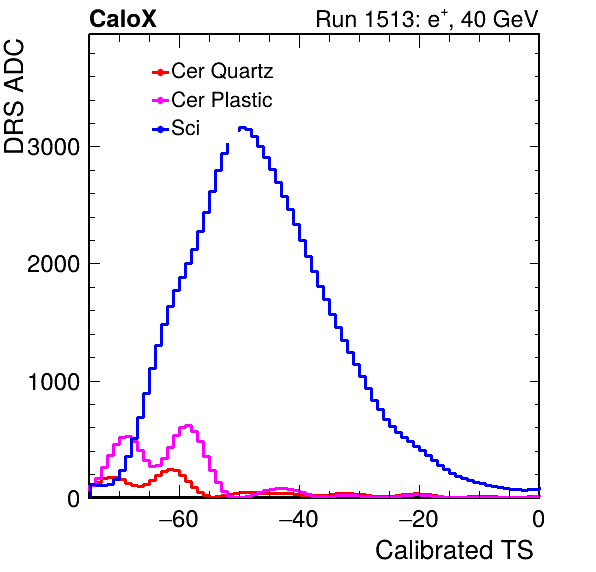 CaloX Run 1513: e⁺, 40 GeV
DRS ADC
Cer Quartz
Cer Plastic
Sci
3000
2000
1000
0
−60 −40 −20 0
Calibrated TS